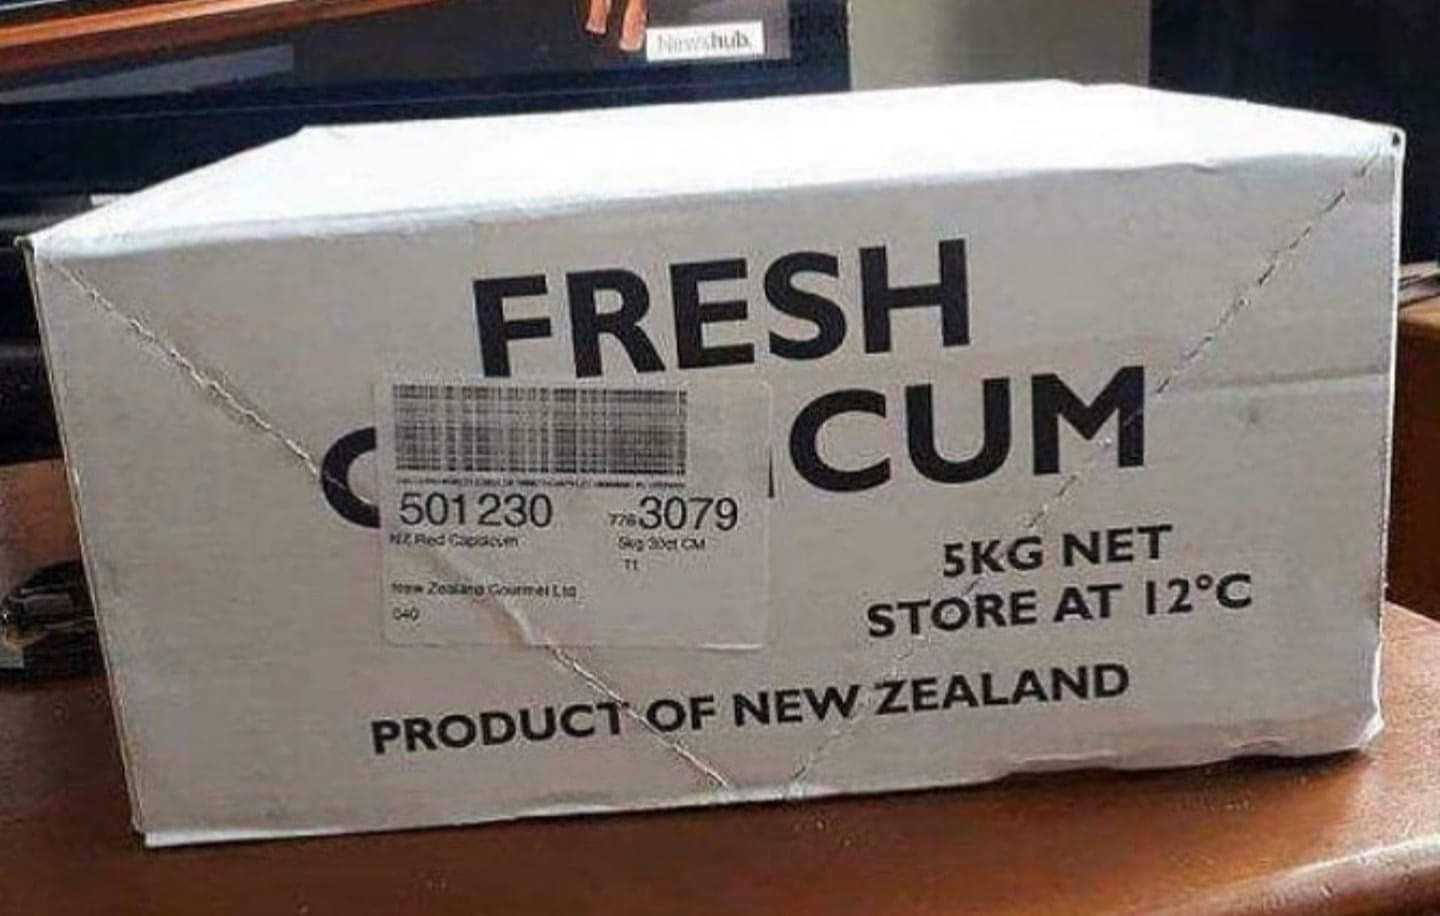 Newshub.
FRESH
C CUM
501230 776 3079
NZ Red Capsicum 5kg 30ct CM
T1
New Zealand Gourmet Ltd
040
5KG NET
STORE AT 12°C
PRODUCT OF NEW ZEALAND